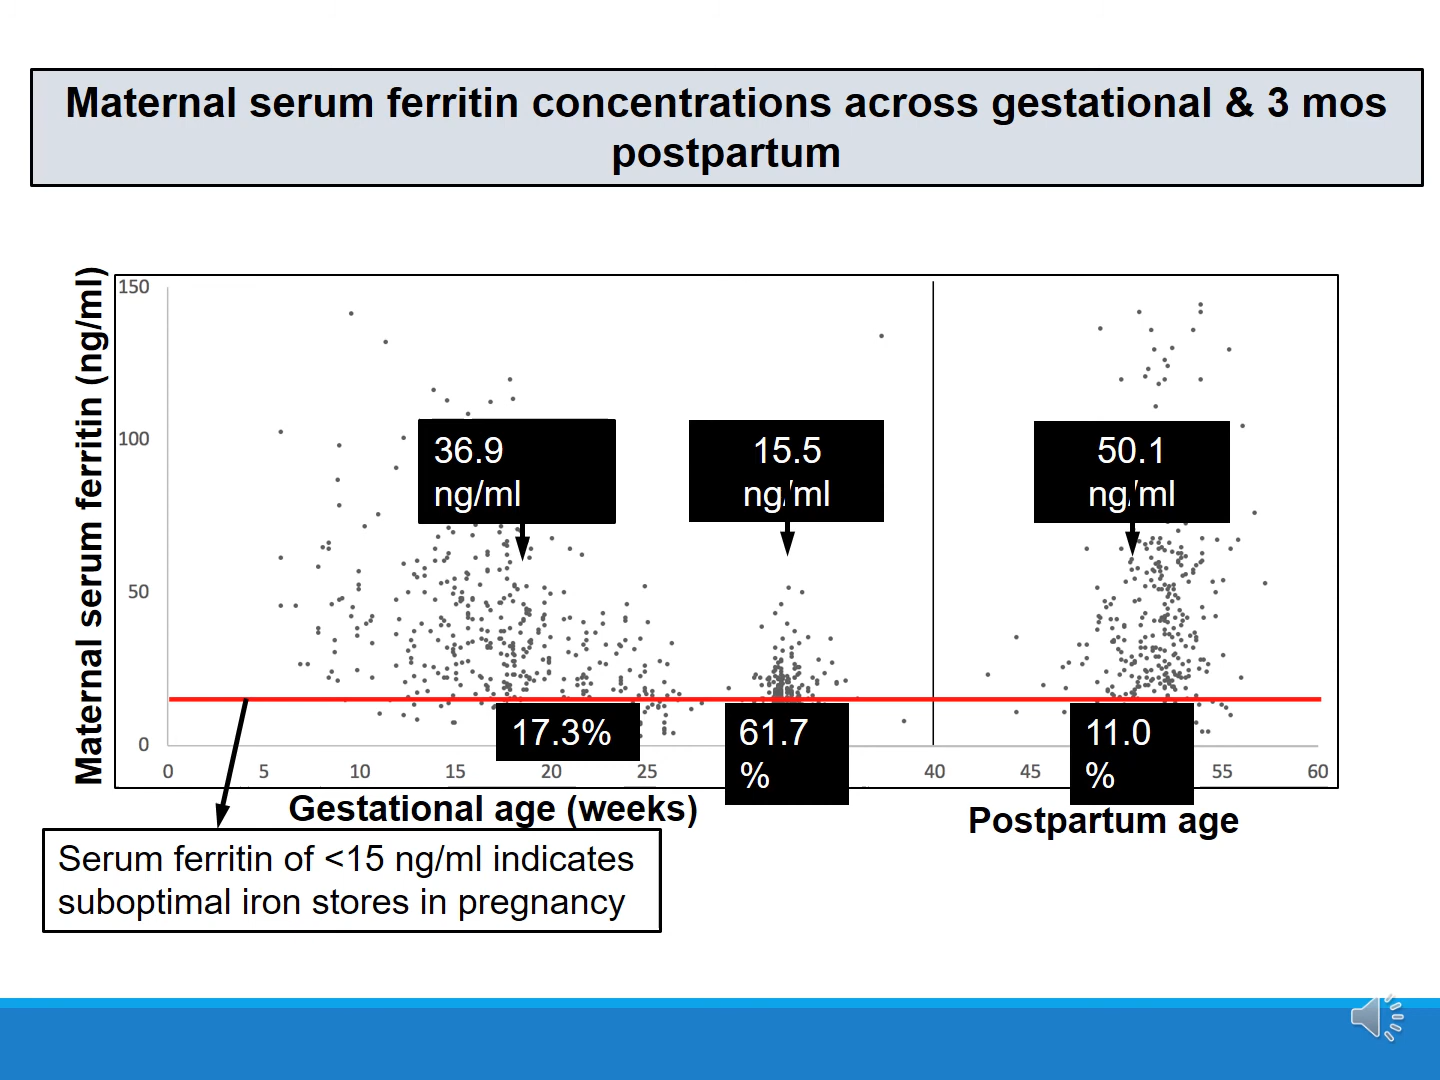 Maternal serum ferritin concentrations across gestational & 3 mos
postpartum
Maternal serum ferritin (ng/ml)
150
100
50
0
36.9
ng/ml
15.5
ng/ml
50.1
ng/ml
17.3%
61.7
%
11.0
%
0 5 10 15 20 25 40 45 55 60
Gestational age (weeks)
Postpartum age
Serum ferritin of <15 ng/ml indicates
suboptimal iron stores in pregnancy